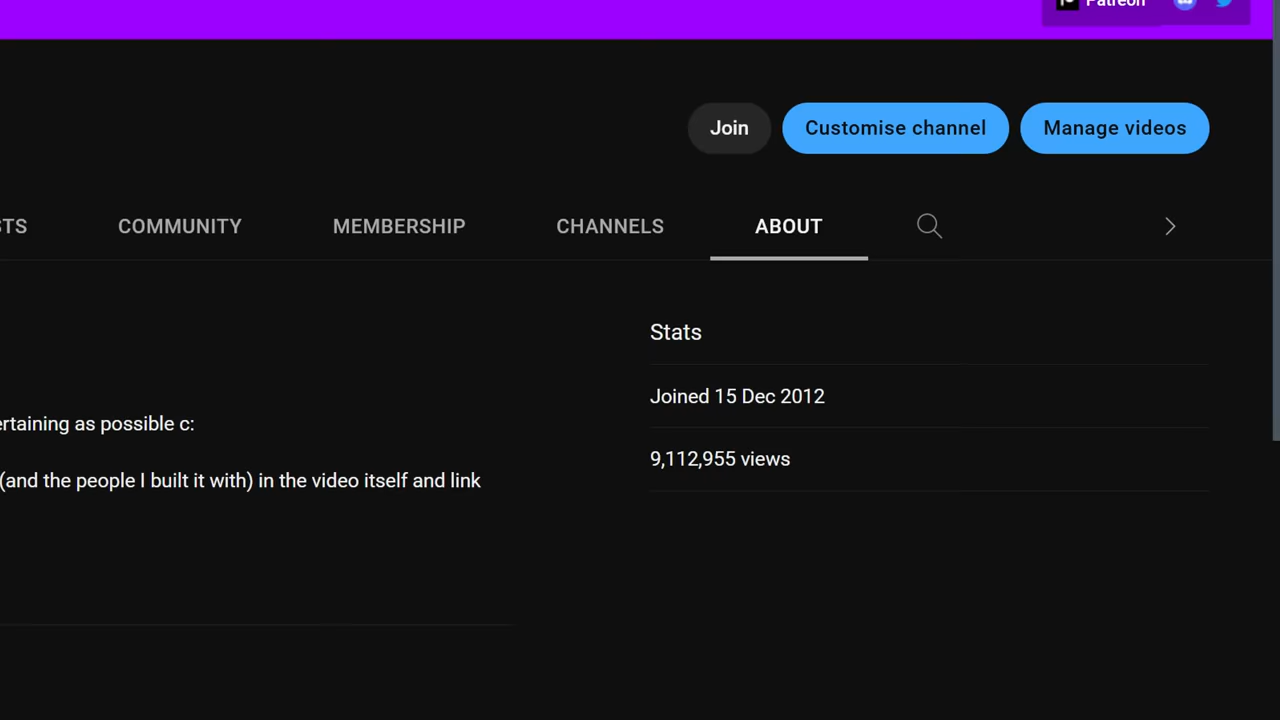 Patreon
Join
Customise channel
Manage videos
STS
COMMUNITY
MEMBERSHIP
CHANNELS
ABOUT
Stats
Joined 15 Dec 2012
ertaining as possible c:
9,112,955 views
(and the people I built it with) in the video itself and link